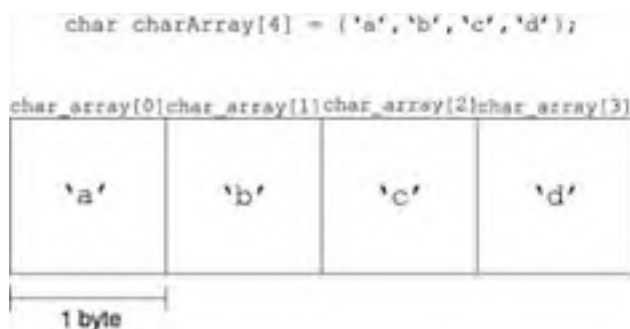 char charArray[4] = {'a','b','c','d'};
char_array[0] char_array[1] char_array[2] char_array[3]
'a' 'b' 'c' 'd'
1 byte